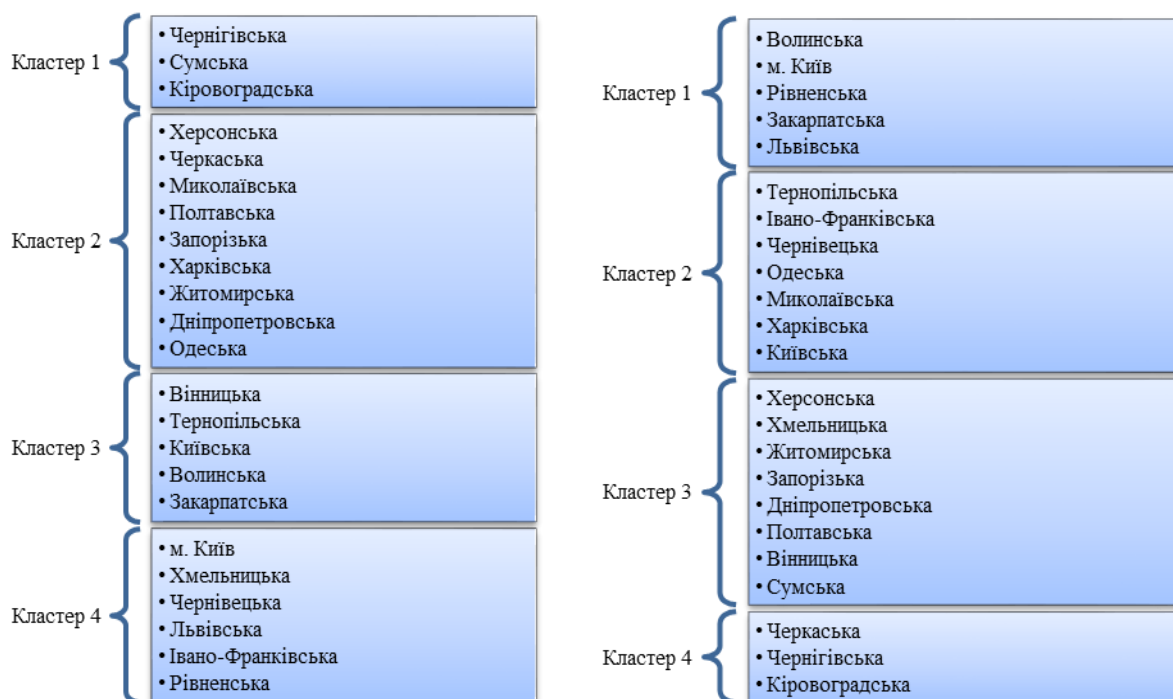 Кластер 1
• Чернігівська
• Сумська
• Кіровоградська
Кластер 2
• Херсонська
• Черкаська
• Миколаївська
• Полтавська
• Запорізька
• Харківська
• Житомирська
• Дніпропетровська
• Одеська
Кластер 3
• Вінницька
• Тернопільська
• Київська
• Волинська
• Закарпатська
Кластер 4
• м. Київ
• Хмельницька
• Чернівецька
• Львівська
• Івано-Франківська
• Рівненська
Кластер 1
• Волинська
• м. Київ
• Рівненська
• Закарпатська
• Львівська
Кластер 2
• Тернопільська
• Івано-Франківська
• Чернівецька
• Одеська
• Миколаївська
• Харківська
• Київська
Кластер 3
• Херсонська
• Хмельницька
• Житомирська
• Запорізька
• Дніпропетровська
• Полтавська
• Вінницька
• Сумська
Кластер 4
• Черкаська
• Чернігівська
• Кіровоградська